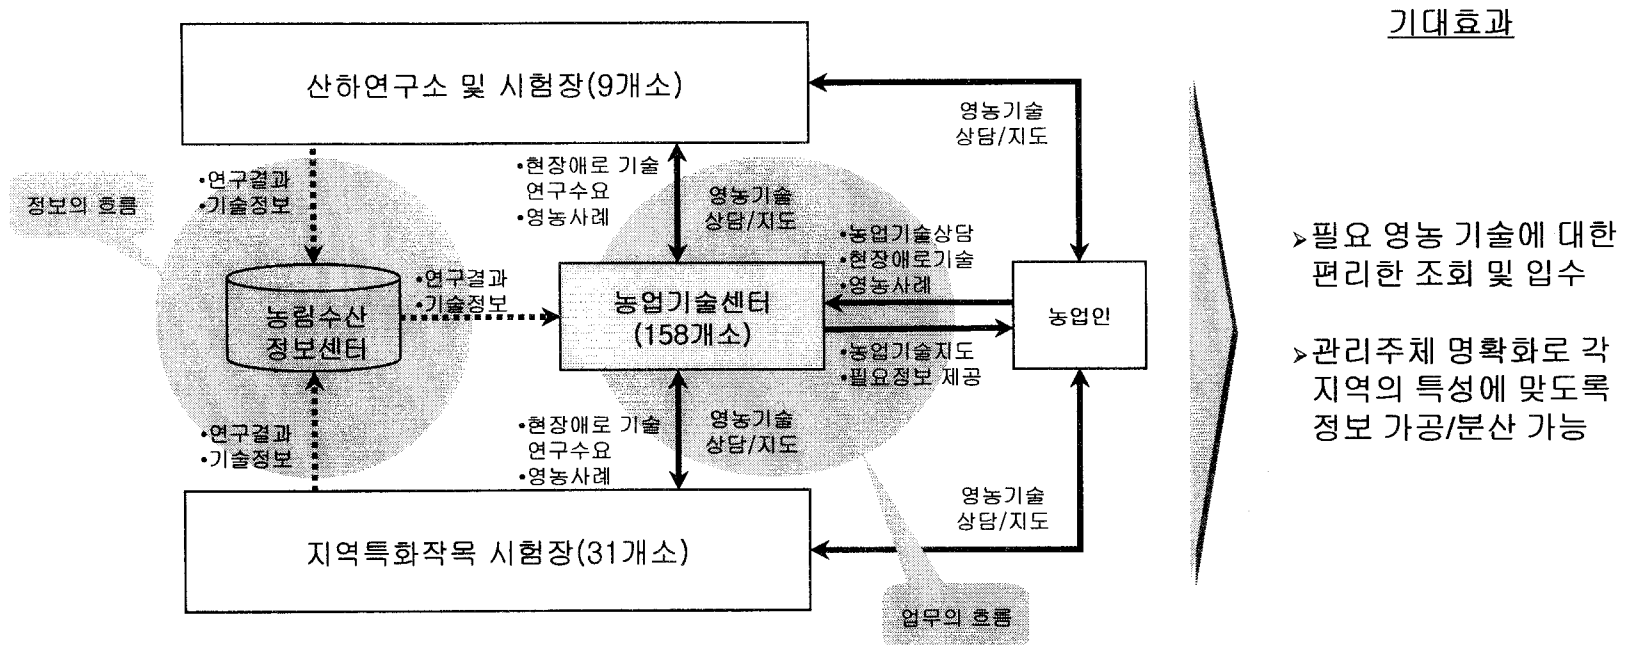 기대효과
산하연구소 및 시험장(9개소)
영농기술
상담/지도
•현장애로 기술
연구수요
•영농사례
•연구결과
•기술정보
정보의 흐름
영농기술
상담/지도
•농업기술상담
•현장애로기술
•영농사례
•연구결과
•기술정보
농림수산
정보센터
농업기술센터
(158개소)
농업인
•농업기술지도
•필요정보 제공
➢필요 영농 기술에 대한
편리한 조회 및 입수
➢관리주체 명확화로 각
지역의 특성에 맞도록
정보 가공/분산 가능
•연구결과
•기술정보
•현장애로 기술
연구수요
•영농사례
영농기술
상담/지도
영농기술
상담/지도
지역특화작목 시험장(31개소)
업무의 흐름